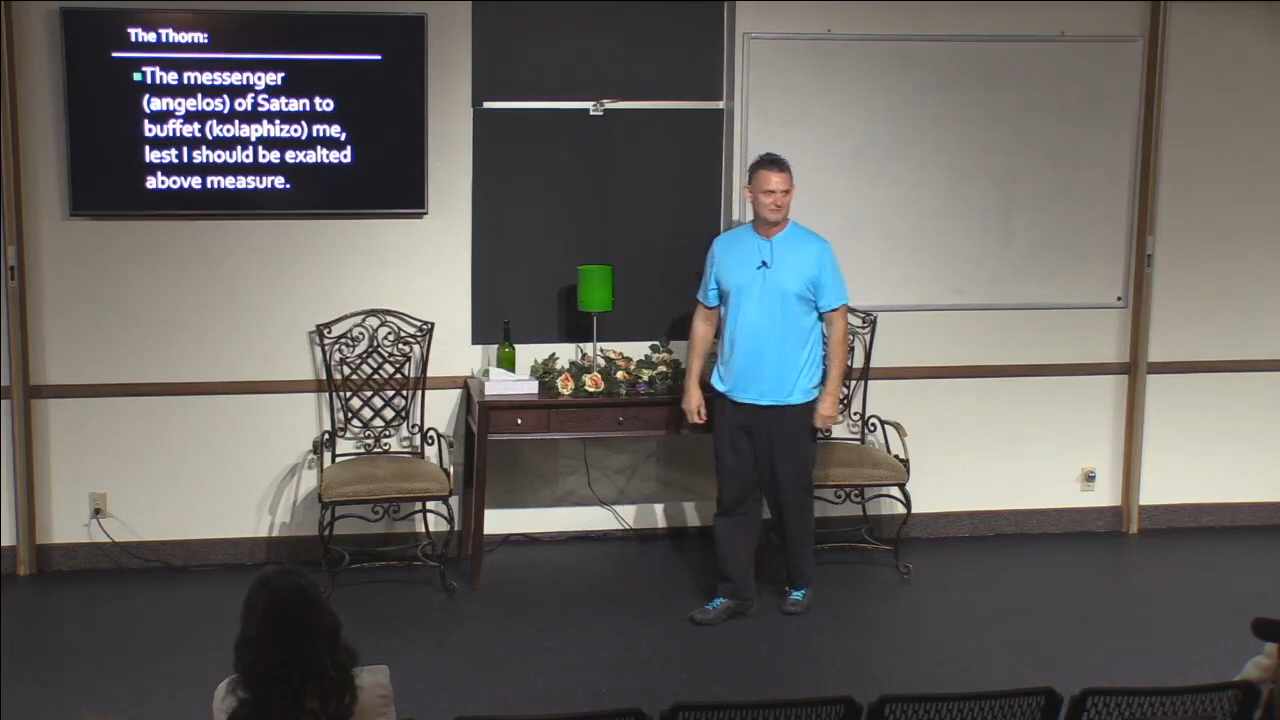 The Thorn:
The messenger
(angelos) of Satan to
buffet (kolaphizo) me,
lest I should be exalted
above measure.